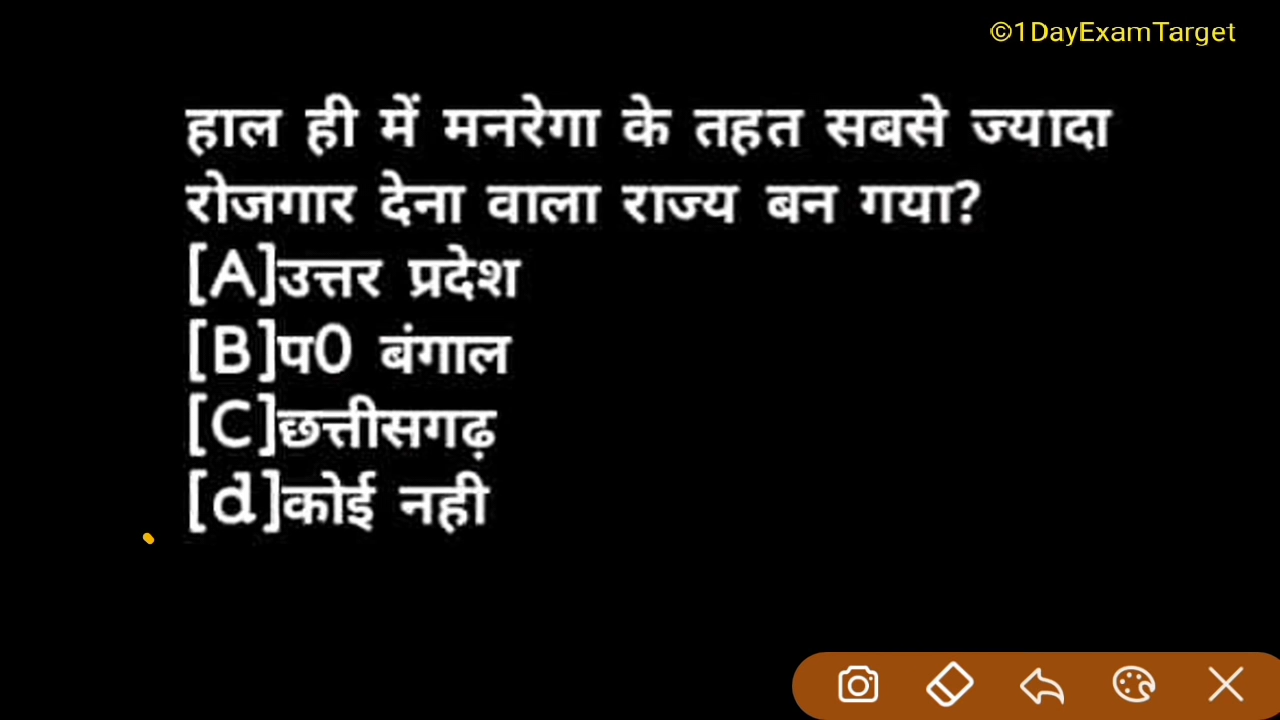 ©1DayExamTarget
हाल ही में मनरेगा के तहत सबसे ज्यादा
रोजगार देना वाला राज्य बन गया?
[A]उत्तर प्रदेश
[B]प0 बंगाल
[C]छत्तीसगढ़
[d]कोई नही